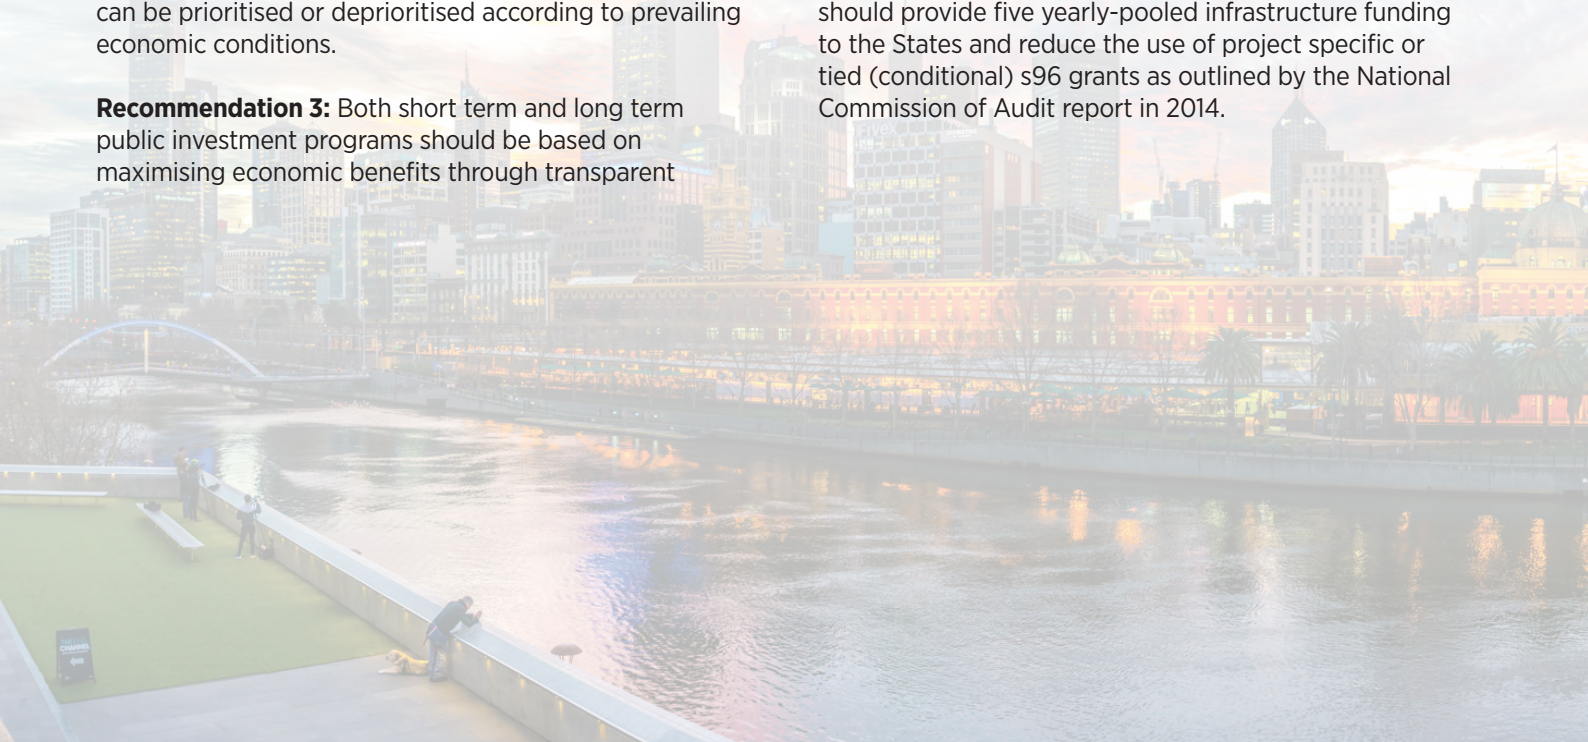 can be prioritised or deprioritised according to prevailing
economic conditions.
Recommendation 3: Both short term and long term
public investment programs should be based on
maximising economic benefits through transparent
should provide five yearly-pooled infrastructure funding
to the States and reduce the use of project specific or
tied (conditional) s96 grants as outlined by the National
Commission of Audit report in 2014.
CHANNEL